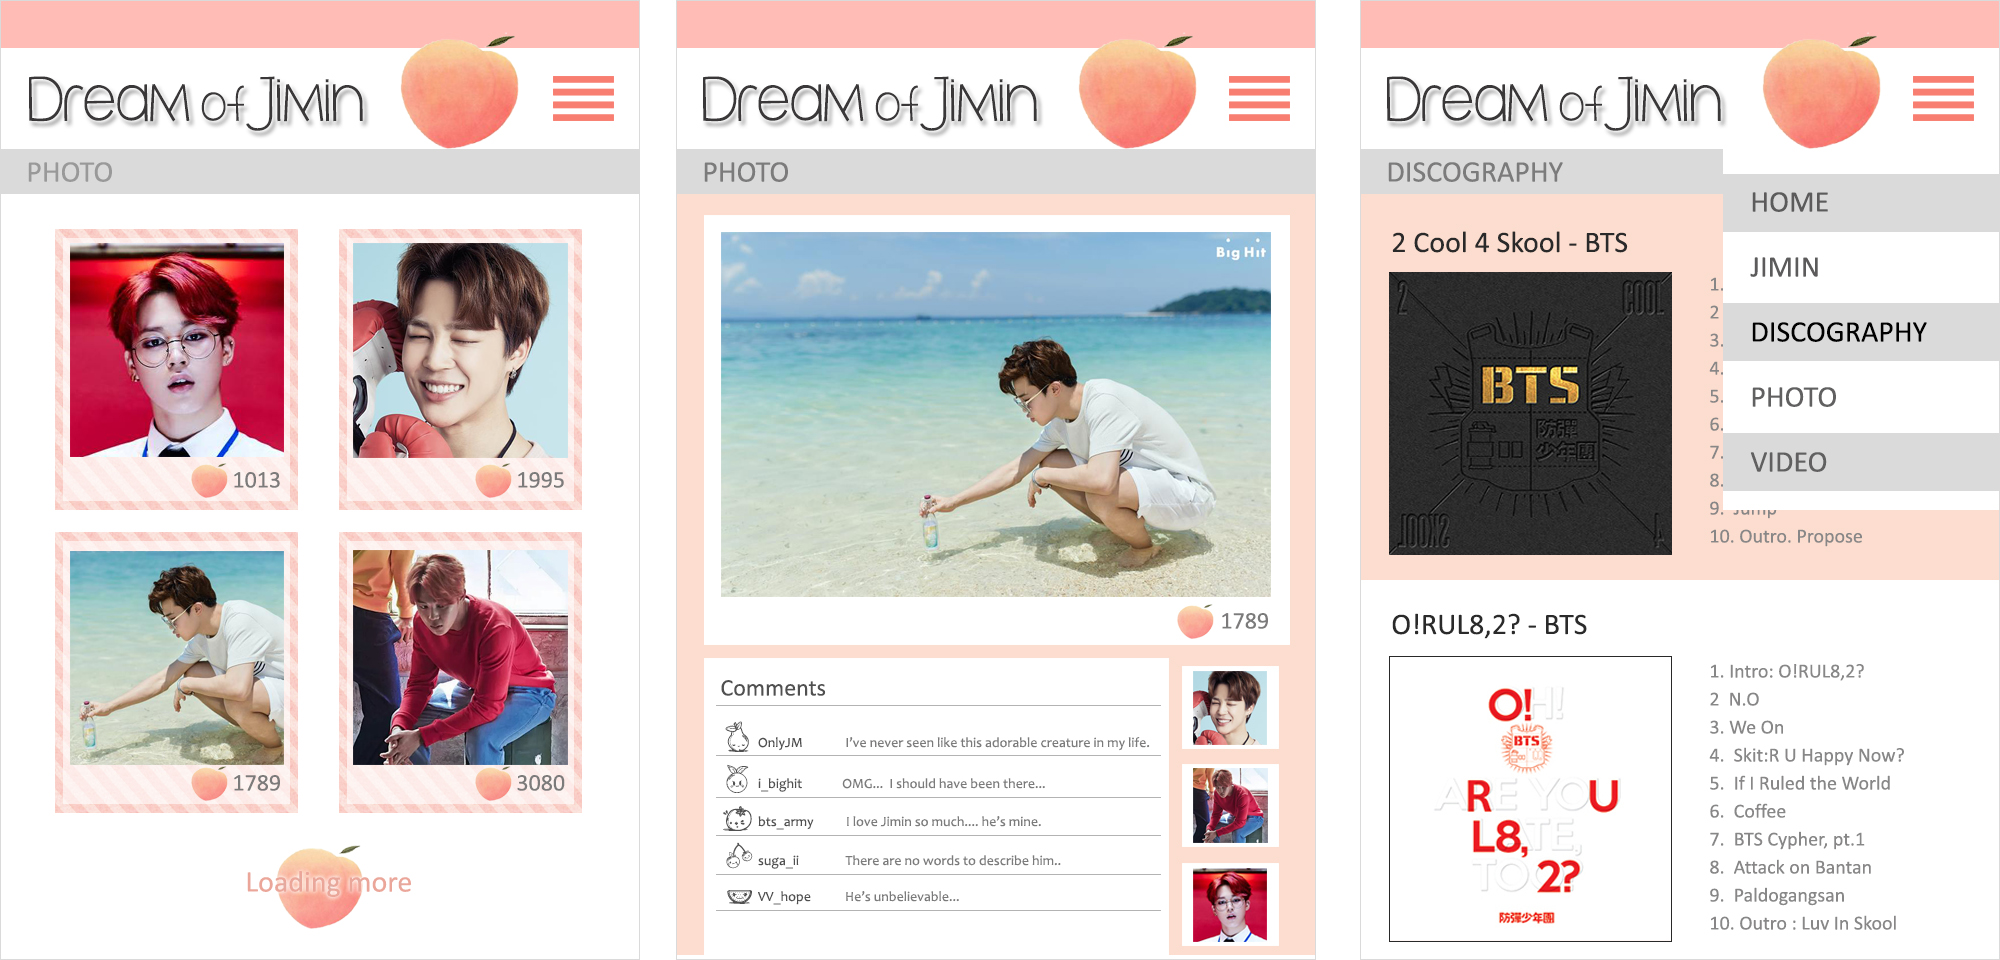 Dream of Jimin
PHOTO
1013
1995
1789
3080
Loading more
Dream of Jimin
PHOTO
Big Hit
1789
Comments
OnlyJM I've never seen like this adorable creature in my life.
i_bighit OMG... I should have been there...
bts_army I love Jimin so much.... he's mine.
suga_ii There are no words to describe him..
VV_hope He's unbelievable...
Dream of Jimin
DISCOGRAPHY
HOME
JIMIN
DISCOGRAPHY
PHOTO
VIDEO
2 Cool 4 Skool - BTS
2 COOL
BTS
防彈
少年團
4 SKOOL
1.
2
3.
4.
5.
6.
7.
8.
9. Jump
10. Outro. Propose
O!RUL8,2? - BTS
OH!
BTS
ARE YOU
LATE,
TOO?
L8,
2?
防彈少年團
1. Intro: O!RUL8,2?
2 N.O
3. We On
4. Skit:R U Happy Now?
5. If I Ruled the World
6. Coffee
7. BTS Cypher, pt.1
8. Attack on Bantan
9. Paldogangsan
10. Outro : Luv In Skool